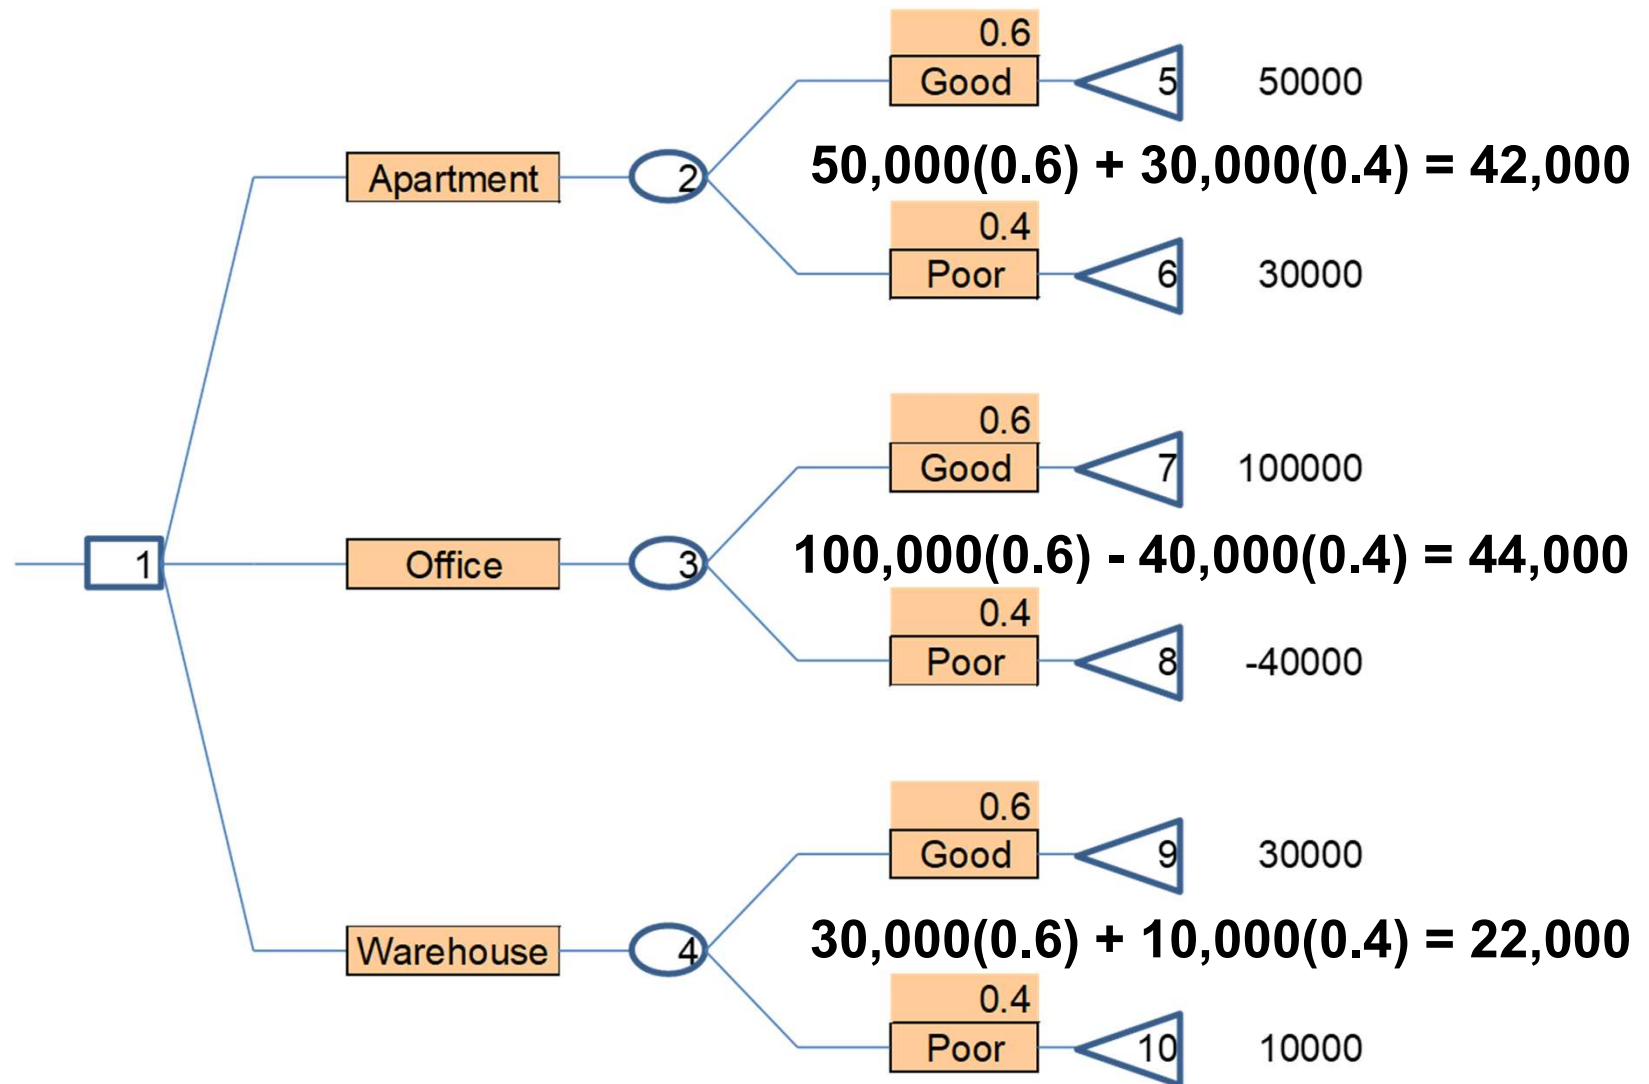 0.6
Good
5
50000
50,000(0.6) + 30,000(0.4) = 42,000
Apartment
2
0.4
Poor
6
30000
0.6
Good
7
100000
1
Office
3
100,000(0.6) - 40,000(0.4) = 44,000
0.4
Poor
8
-40000
0.6
Good
9
30000
Warehouse
4
30,000(0.6) + 10,000(0.4) = 22,000
0.4
Poor
10
10000